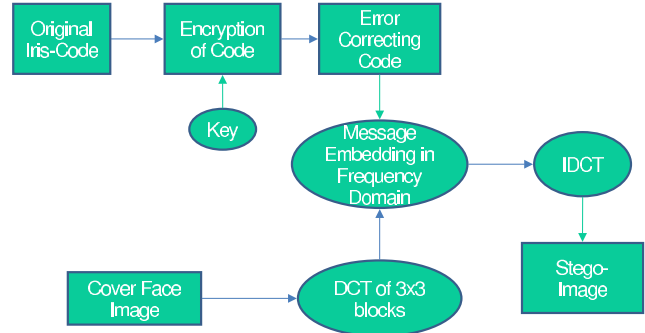 Original
Iris-Code
Encryption
of Code
Error
Correcting
Code
Key
Message
Embedding in
Frequency
Domain
IDCT
Stego-
Image
Cover Face
Image
DCT of 3x3
blocks